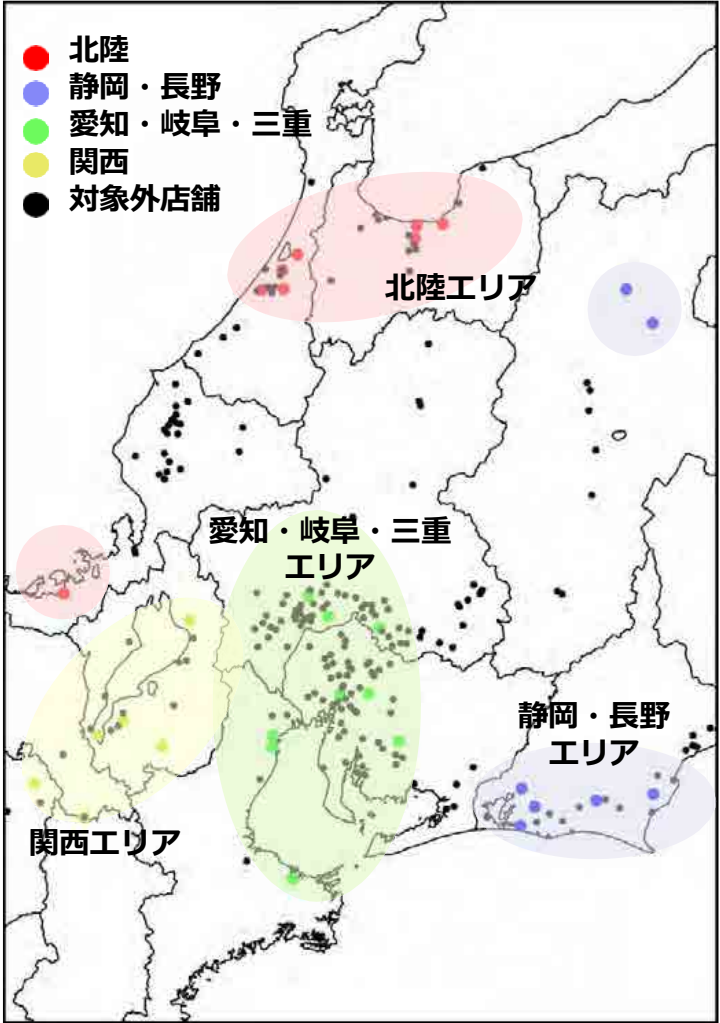 北陸
静岡・長野
愛知・岐阜・三重
関西
対象外店舗
北陸エリア
愛知・岐阜・三重
エリア
静岡・長野
エリア
関西エリア